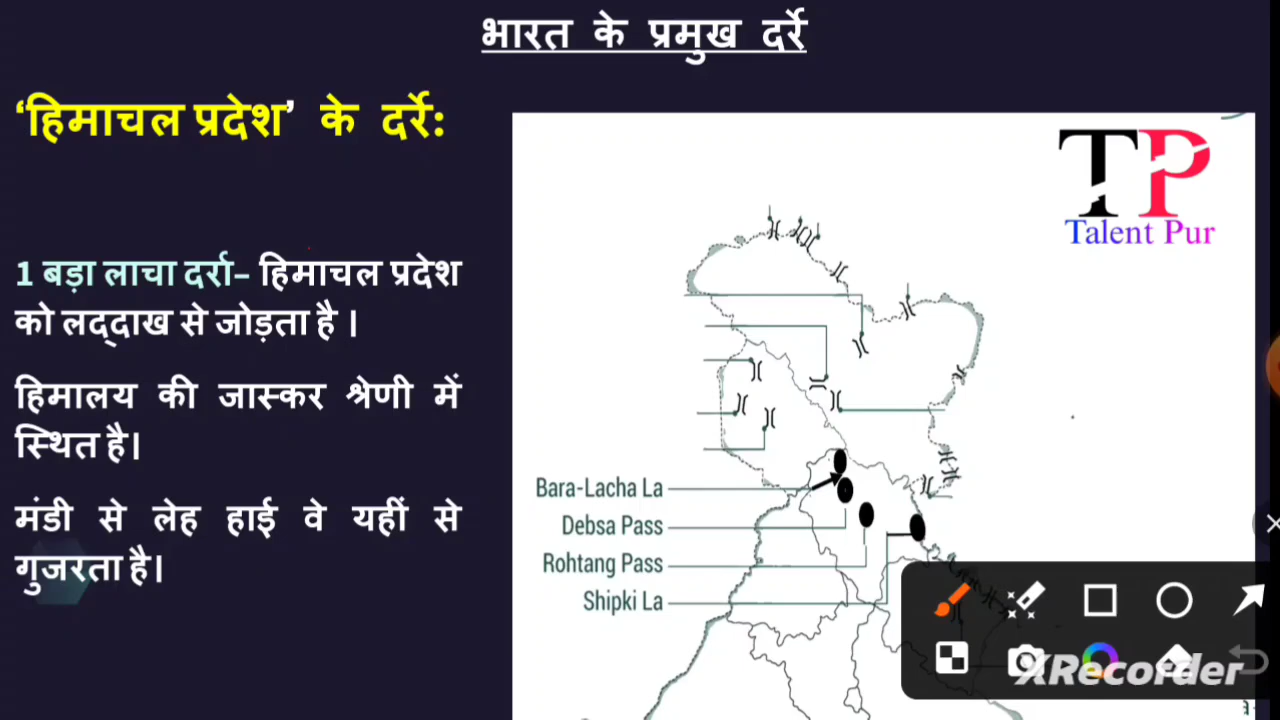 भारत के प्रमुख दर्रे
‘हिमाचल प्रदेश’ के दर्रे:
1 बड़ा लाचा दर्रा– हिमाचल प्रदेश
को लद्दाख से जोड़ता है ।
हिमालय की जास्कर श्रेणी में
स्थित है।
मंडी से लेह हाई वे यहीं से
गुजरता है।
TP
Talent Pur
Bara-Lacha La
Debsa Pass
Rohtang Pass
Shipki La
XRecorder